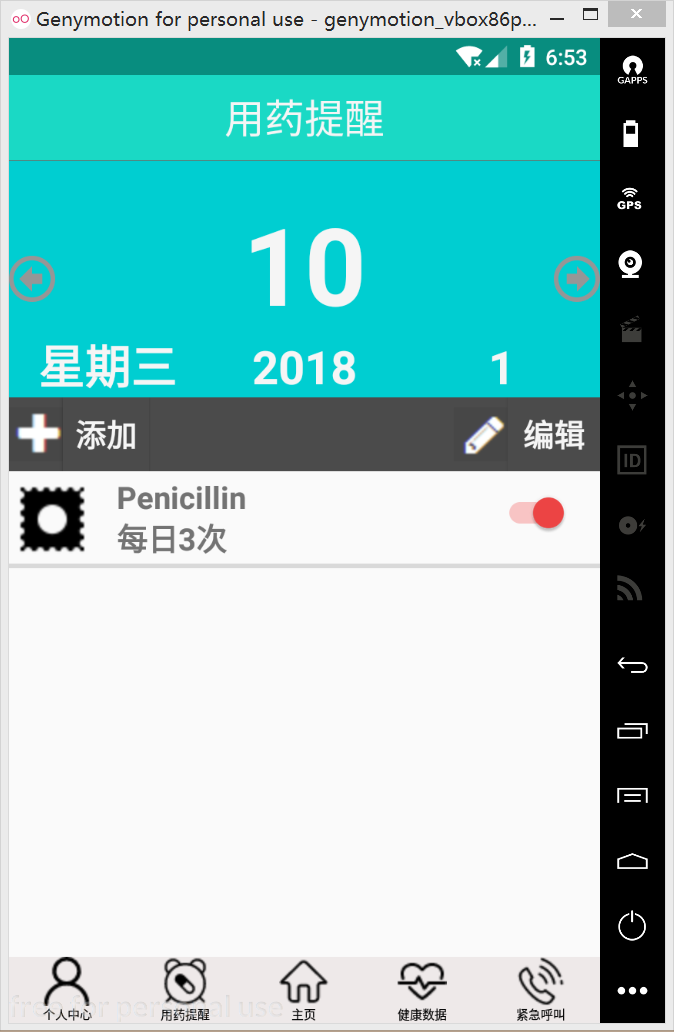 Genymotion for personal use - genymotion_vbox86p...
6:53
GAPPS
用药提醒
GPS
10
星期三 2018 1
添加 编辑
ID
Penicillin
每日3次
free for personal use
个人中心 用药提醒 主页 健康数据 紧急呼叫